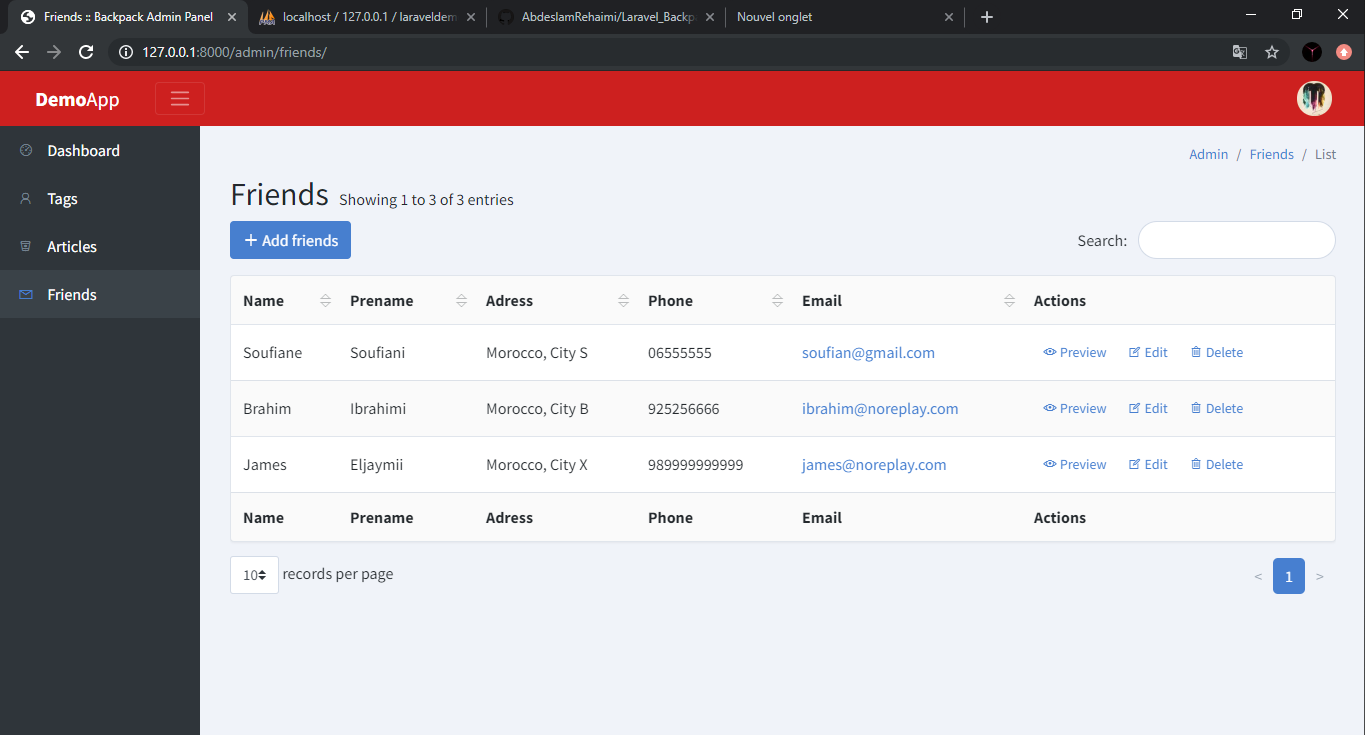 Friends :: Backpack Admin Panel
localhost / 127.0.0.1 / laraveldem
AbdeslamRehaimi/Laravel_Backp
Nouvel onglet
127.0.0.1:8000/admin/friends/
DemoApp
Dashboard
Tags
Articles
Friends
Admin / Friends / List
Friends Showing 1 to 3 of 3 entries
+ Add friends
Search:
Name Prename Adress Phone Email Actions
Soufiane Soufiani Morocco, City S 06555555 soufian@gmail.com Preview Edit Delete
Brahim Ibrahimi Morocco, City B 925256666 ibrahim@noreplay.com Preview Edit Delete
James Eljaymii Morocco, City X 989999999999 james@noreplay.com Preview Edit Delete
Name Prename Adress Phone Email Actions
10 records per page
< 1 >